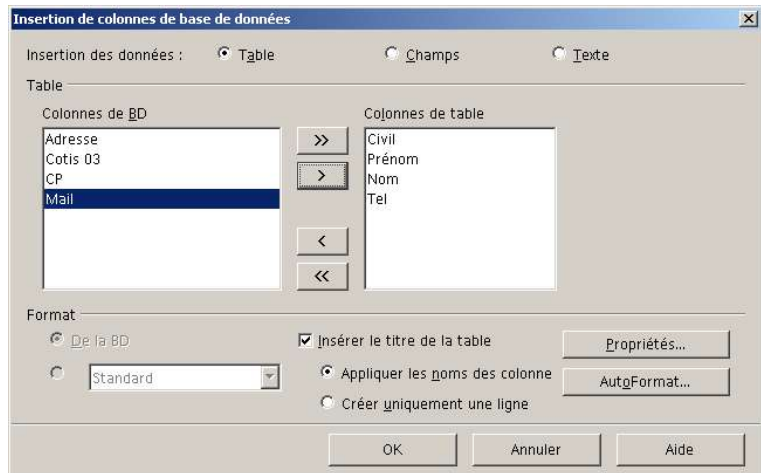 Insertion de colonnes de base de données
Insertion des données : Table Champs Texte
Table
Colonnes de BD
Colonnes de table
Adresse
Cotis 03
CP
Mail
>>
>
<
<<
Civil
Prénom
Nom
Tel
Format
De la BD
Standard
Insérer le titre de la table
Appliquer les noms des colonne
Créer uniquement une ligne
Propriétés...
AutoFormat...
OK Annuler Aide